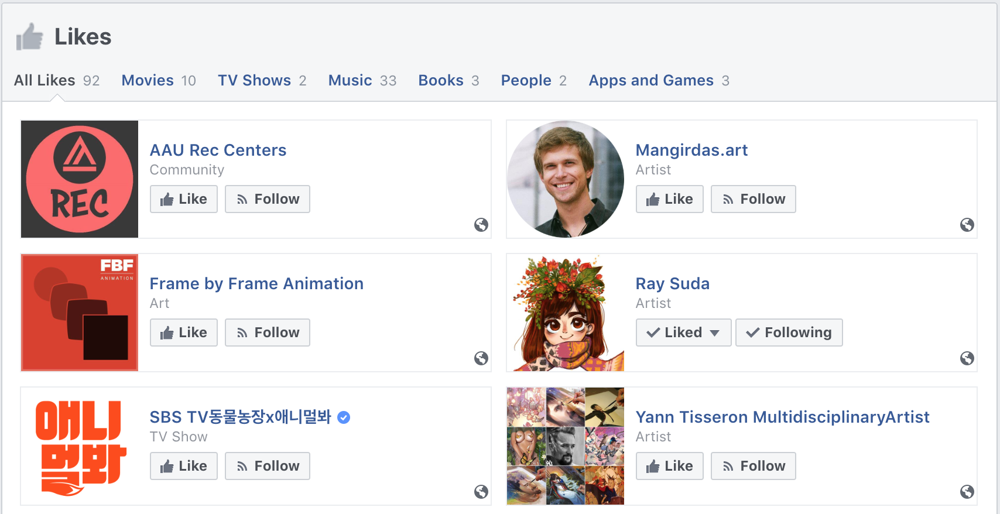 Likes
All Likes 92 Movies 10 TV Shows 2 Music 33 Books 3 People 2 Apps and Games 3
REC
AAU Rec Centers
Community
Like Follow
Mangirdas.art
Artist
Like Follow
FBF
ANIMATION
Frame by Frame Animation
Art
Like Follow
Ray Suda
Artist
Liked Following
애니
멀봐
SBS TV동물농장x애니멀봐
TV Show
Like Follow
Yann Tisseron MultidisciplinaryArtist
Artist
Like Follow